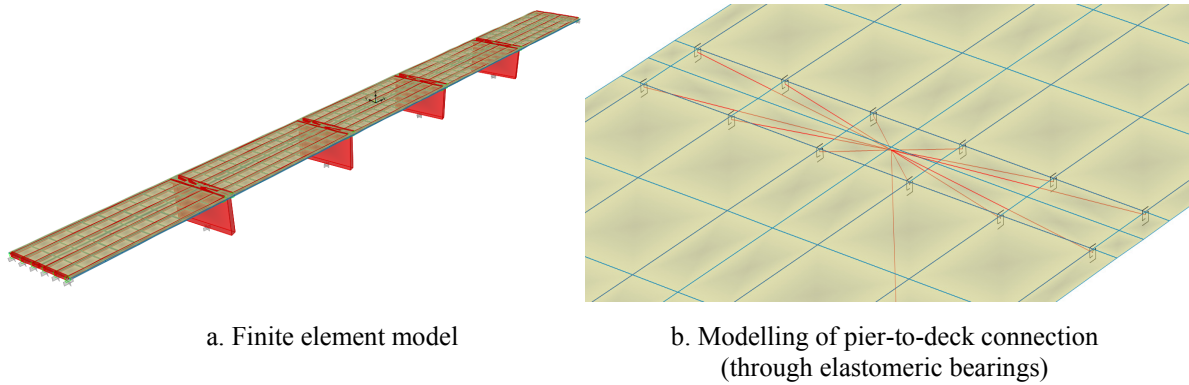 a. Finite element model
b. Modelling of pier-to-deck connection
(through elastomeric bearings)